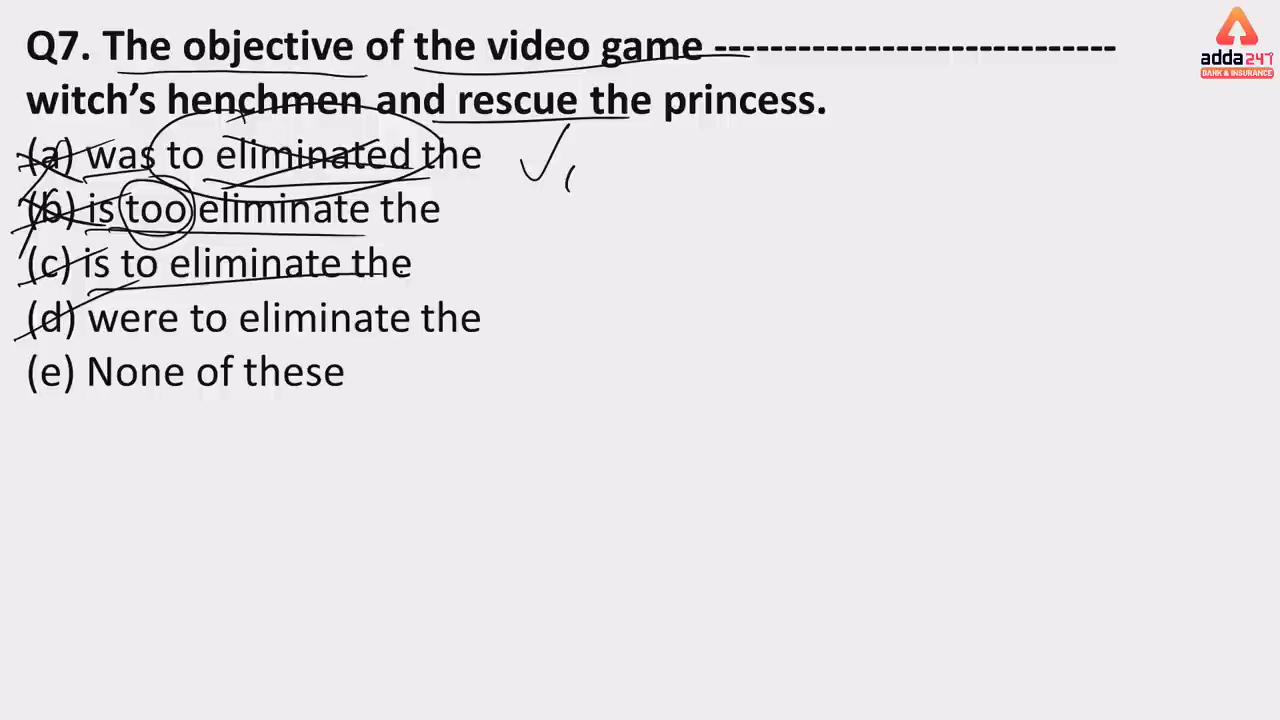 Q7. The objective of the video game -----------------------------
witch's henchmen and rescue the princess.
(a) was to eliminated the
(b) is too eliminate the
(c) is to eliminate the
(d) were to eliminate the
(e) None of these
adda247
BANK & INSURANCE